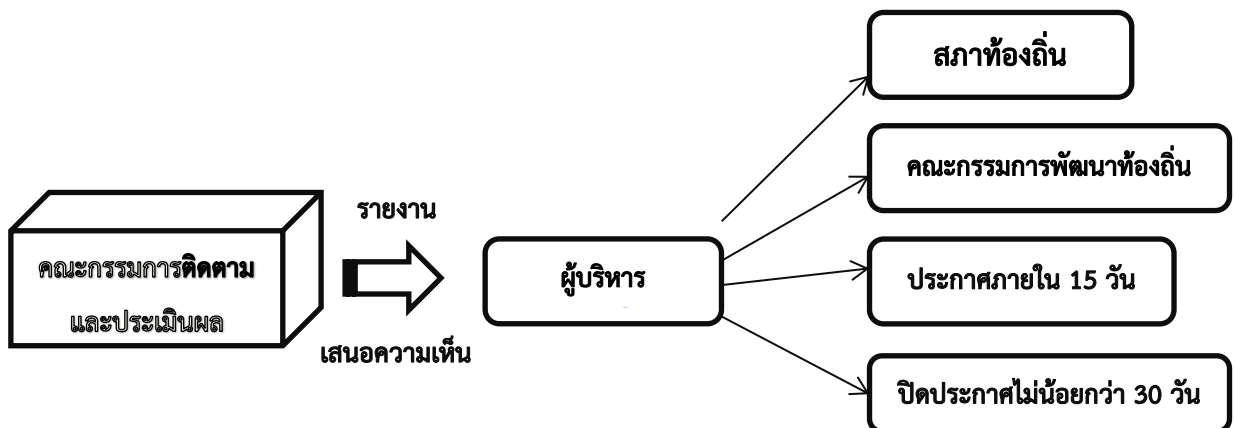 คณะกรรมการติดตาม
และประเมินผล
รายงาน
เสนอความเห็น
ผู้บริหาร
สภาท้องถิ่น
คณะกรรมการพัฒนาท้องถิ่น
ประกาศภายใน 15 วัน
ปิดประกาศไม่น้อยกว่า 30 วัน